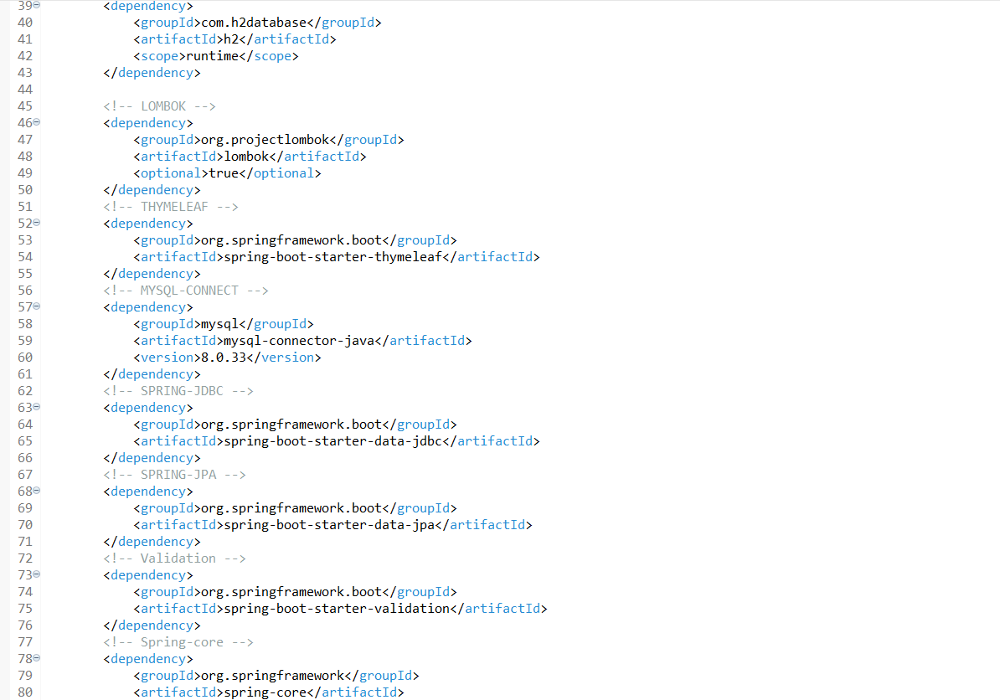 39 <dependency>
40 <groupId>com.h2database</groupId>
41 <artifactId>h2</artifactId>
42 <scope>runtime</scope>
43 </dependency>
44
45 <!-- LOMBOK -->
46 <dependency>
47 <groupId>org.projectlombok</groupId>
48 <artifactId>lombok</artifactId>
49 <optional>true</optional>
50 </dependency>
51 <!-- THYMELEAF -->
52 <dependency>
53 <groupId>org.springframework.boot</groupId>
54 <artifactId>spring-boot-starter-thymeleaf</artifactId>
55 </dependency>
56 <!-- MYSQL-CONNECT -->
57 <dependency>
58 <groupId>mysql</groupId>
59 <artifactId>mysql-connector-java</artifactId>
60 <version>8.0.33</version>
61 </dependency>
62 <!-- SPRING-JDBC -->
63 <dependency>
64 <groupId>org.springframework.boot</groupId>
65 <artifactId>spring-boot-starter-data-jdbc</artifactId>
66 </dependency>
67 <!-- SPRING-JPA -->
68 <dependency>
69 <groupId>org.springframework.boot</groupId>
70 <artifactId>spring-boot-starter-data-jpa</artifactId>
71 </dependency>
72 <!-- Validation -->
73 <dependency>
74 <groupId>org.springframework.boot</groupId>
75 <artifactId>spring-boot-starter-validation</artifactId>
76 </dependency>
77 <!-- Spring-core -->
78 <dependency>
79 <groupId>org.springframework</groupId>
80 <artifactId>spring-core</artifactId>